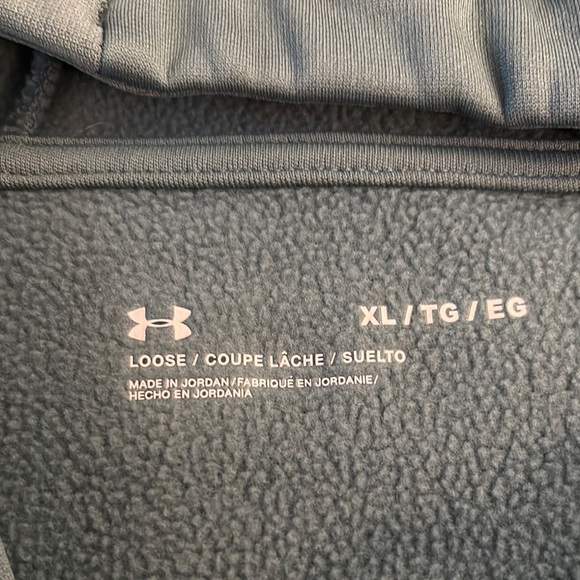 XL / TG / EG
LOOSE / COUPE LÂCHE / SUELTO
MADE IN JORDAN/FABRIQUÉ EN JORDANIE/
HECHO EN JORDANIA